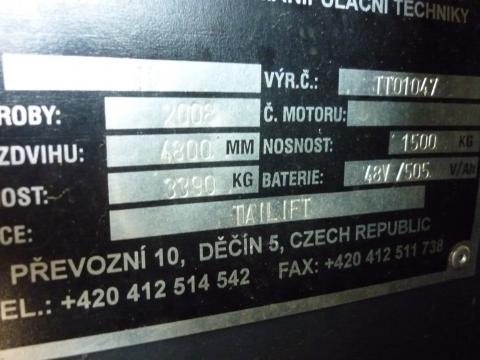 MANIPULAČNÍ TECHNIKY
VÝR.Č.: TT01047
ROBY: 2008 Č. MOTORU:
ZDVIHU: 4800 MM NOSNOST: 1500 KG
OST: 3390 KG BATERIE: 48V/505 V/Ah
CE: TAILIFT
PŘEVOZNÍ 10, DĚČÍN 5, CZECH REPUBLIC
EL.: +420 412 514 542 FAX: +420 412 511 738